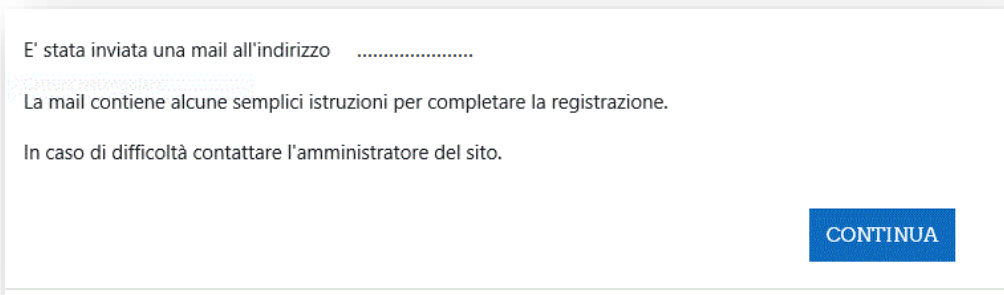 E' stata inviata una mail all'indirizzo ......................
La mail contiene alcune semplici istruzioni per completare la registrazione.
In caso di difficoltà contattare l'amministratore del sito.
CONTINUA